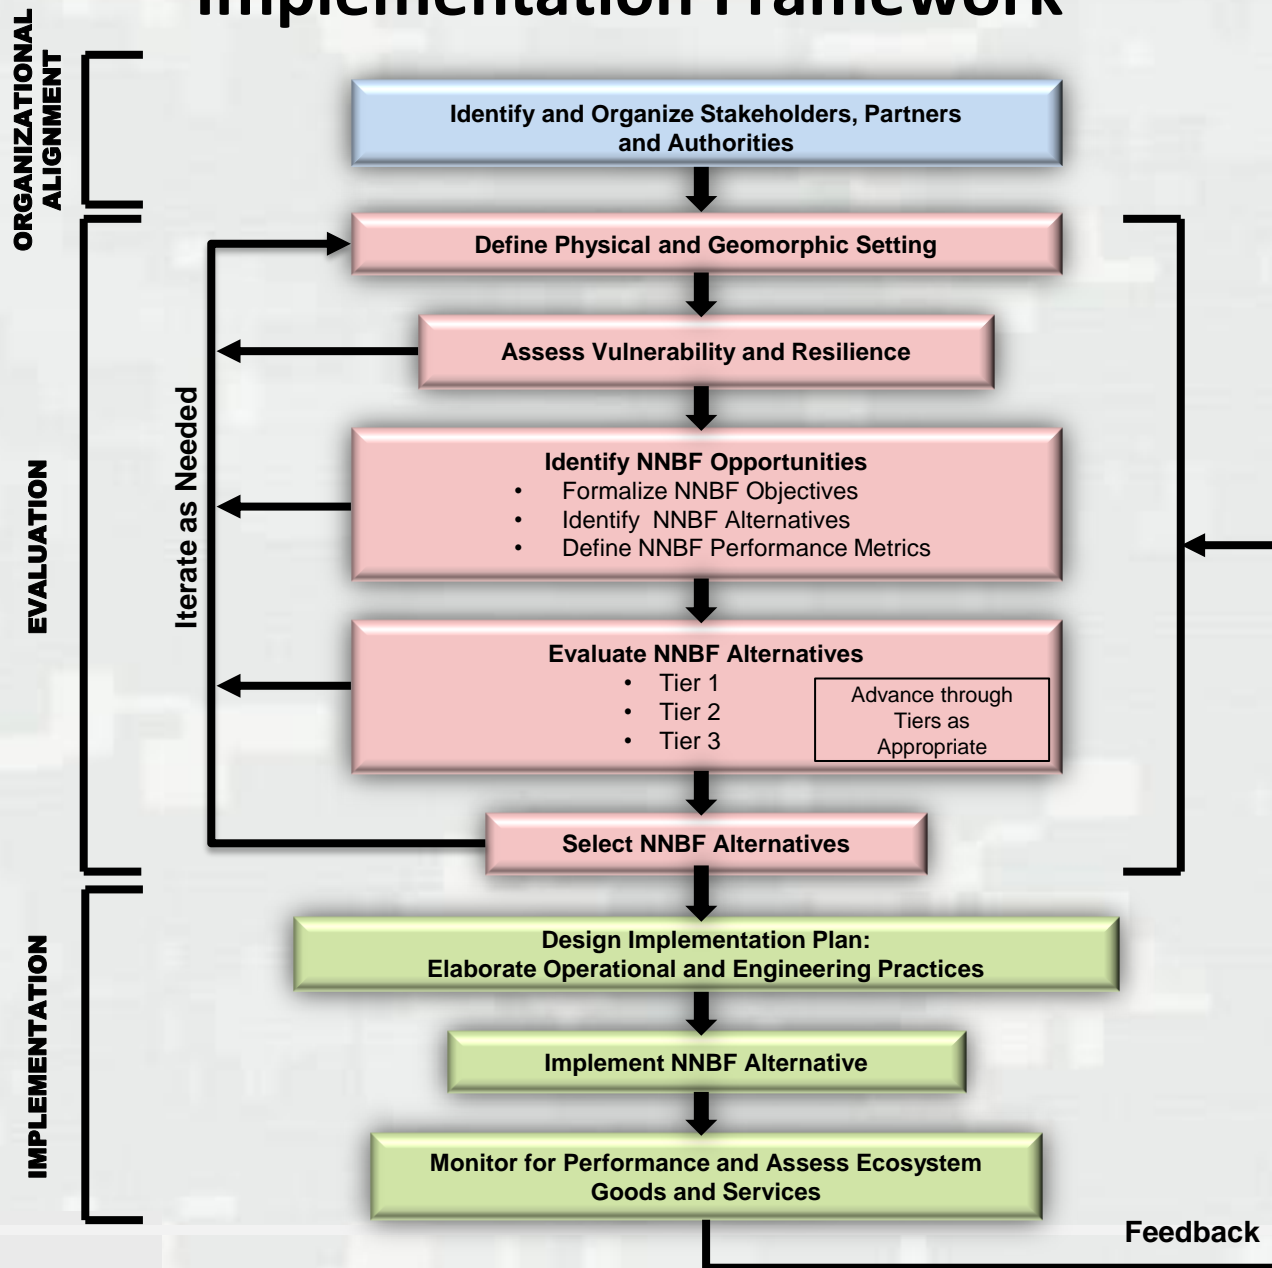 Implementation Framework
ORGANIZATIONAL
ALIGNMENT
Identify and Organize Stakeholders, Partners
and Authorities
Define Physical and Geomorphic Setting
Assess Vulnerability and Resilience
Iterate as Needed
EVALUATION
Identify NNBF Opportunities
• Formalize NNBF Objectives
• Identify NNBF Alternatives
• Define NNBF Performance Metrics
Evaluate NNBF Alternatives
• Tier 1
• Tier 2
• Tier 3
Advance through
Tiers as
Appropriate
Select NNBF Alternatives
IMPLEMENTATION
Design Implementation Plan:
Elaborate Operational and Engineering Practices
Implement NNBF Alternative
Monitor for Performance and Assess Ecosystem
Goods and Services
Feedback